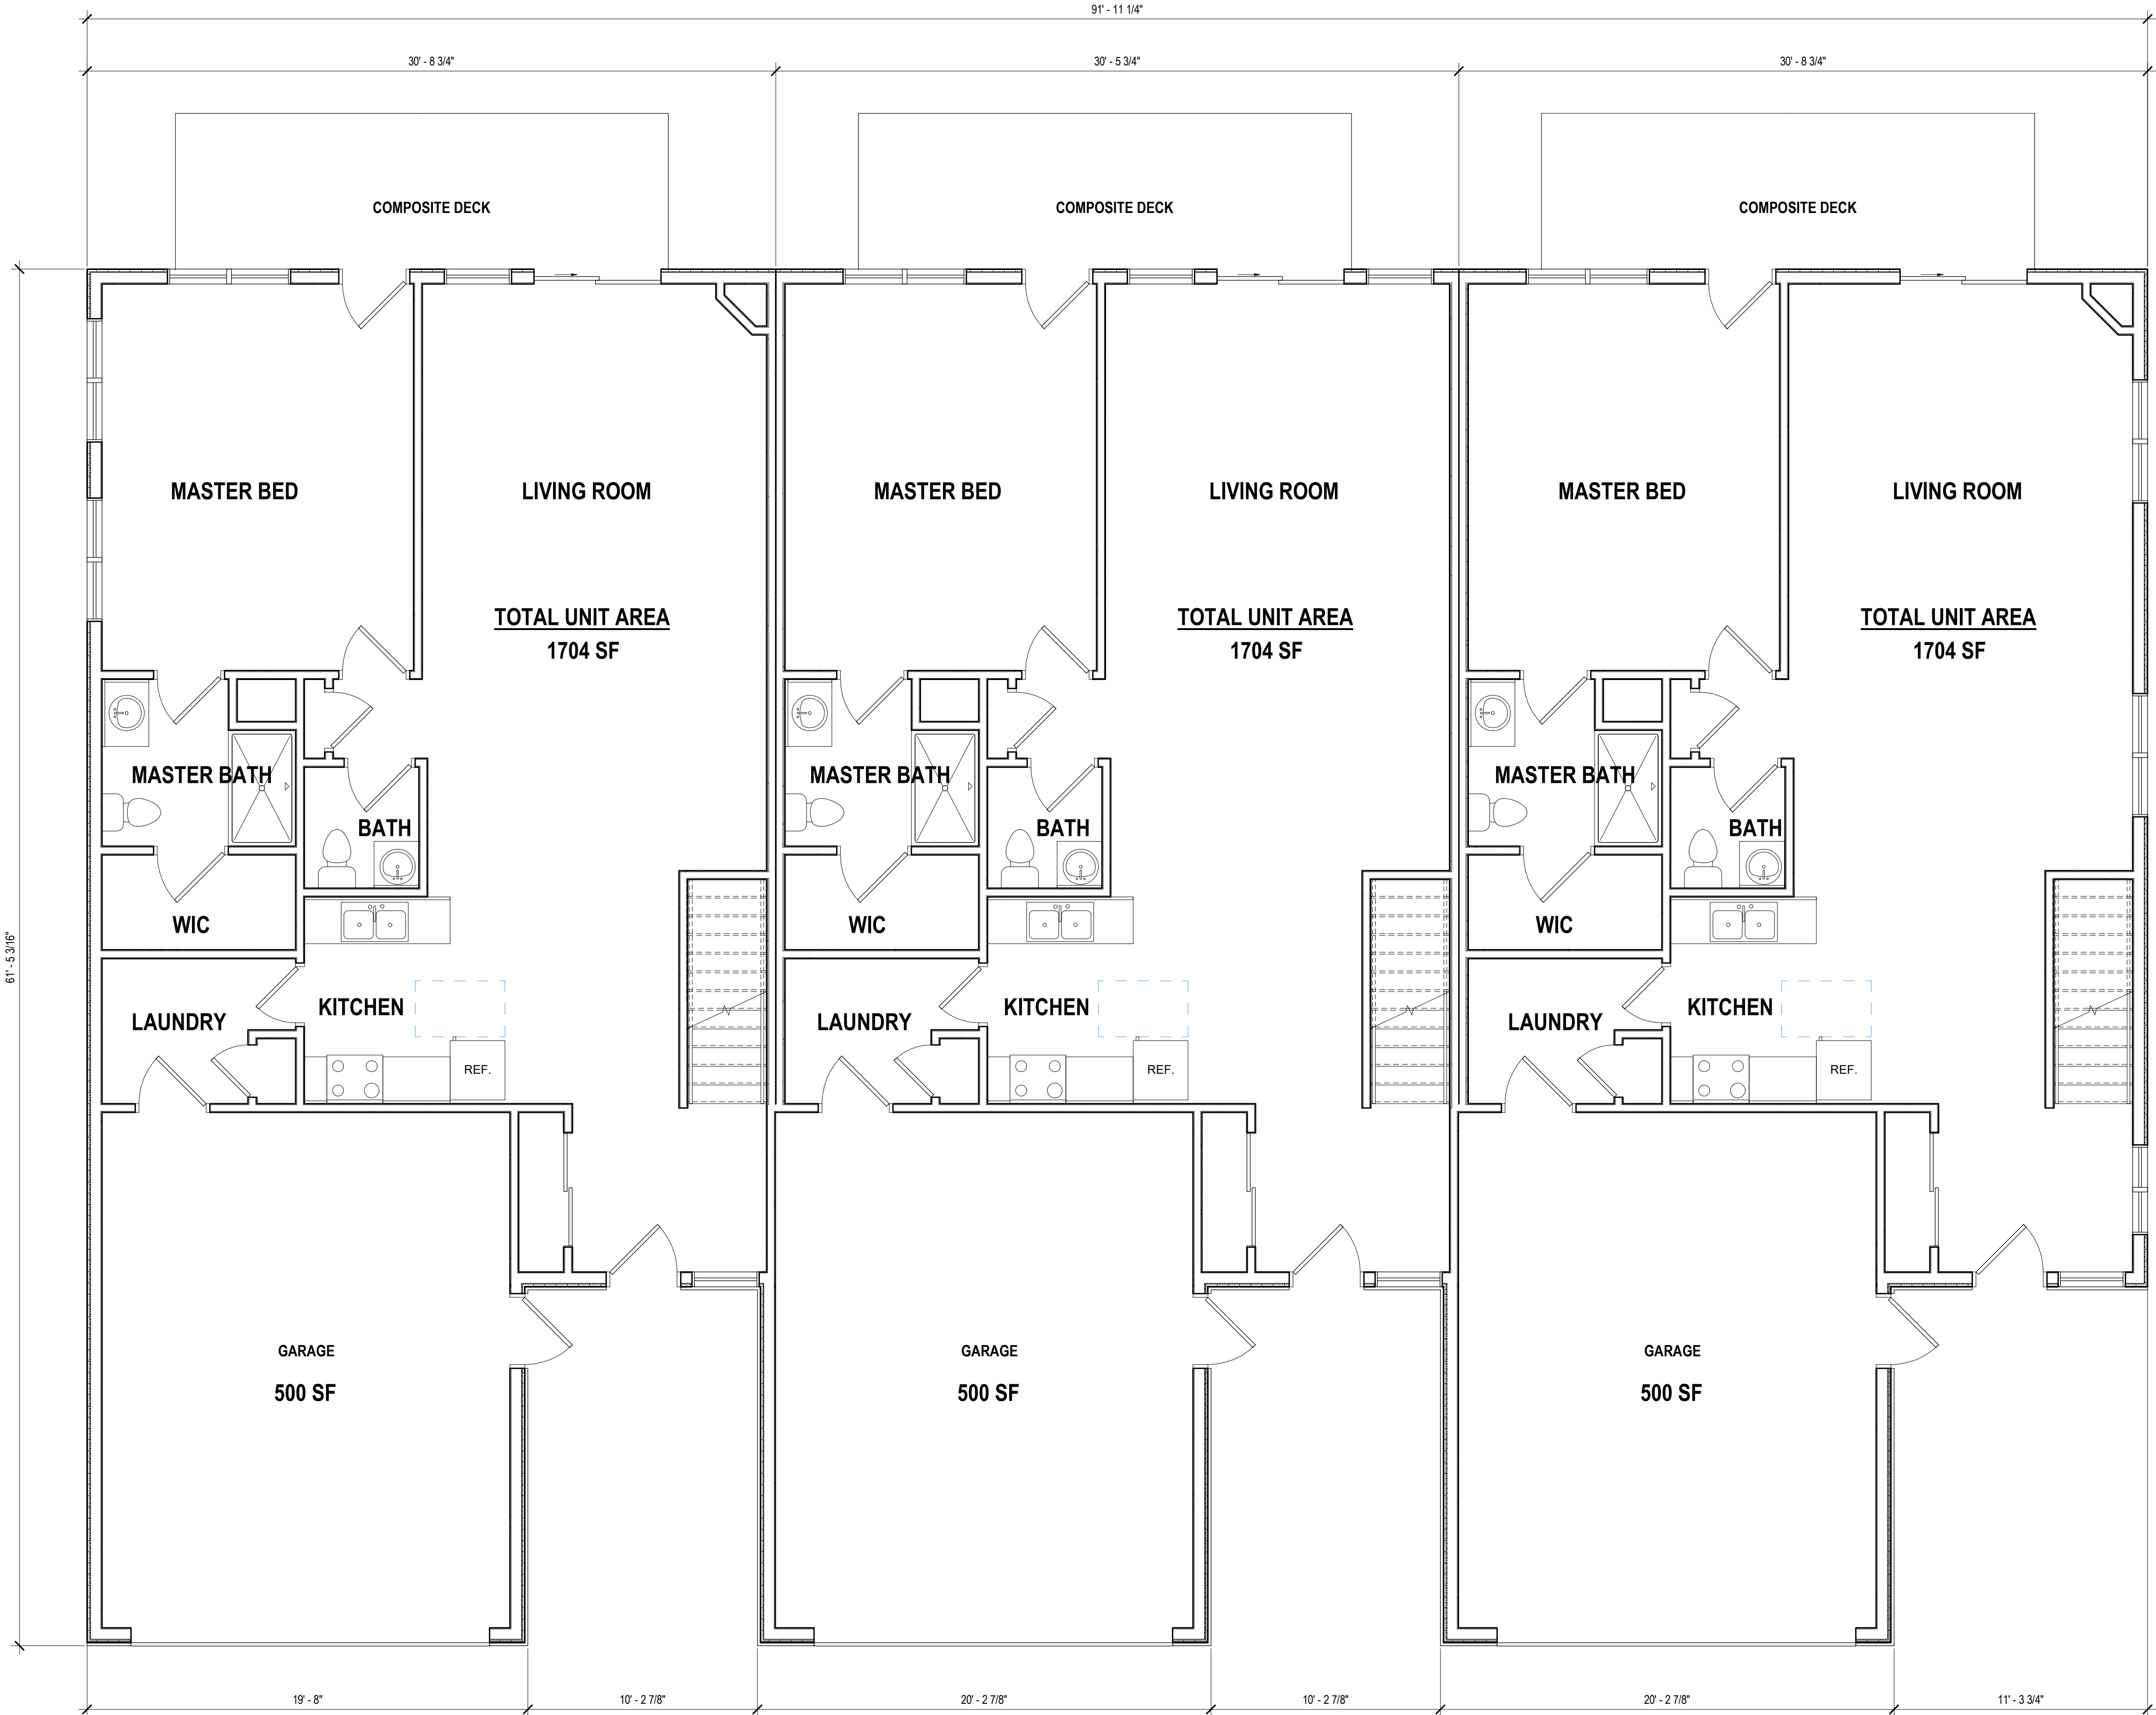 91' - 11 1/4"
30' - 8 3/4"
30' - 5 3/4"
30' - 8 3/4"
COMPOSITE DECK
COMPOSITE DECK
COMPOSITE DECK
MASTER BED
LIVING ROOM
MASTER BED
LIVING ROOM
MASTER BED
LIVING ROOM
TOTAL UNIT AREA
1704 SF
TOTAL UNIT AREA
1704 SF
TOTAL UNIT AREA
1704 SF
MASTER BATH
MASTER BATH
MASTER BATH
BATH
BATH
BATH
WIC
WIC
WIC
61' - 5 3/16"
LAUNDRY
KITCHEN
LAUNDRY
KITCHEN
LAUNDRY
KITCHEN
REF.
REF.
REF.
GARAGE
500 SF
GARAGE
500 SF
GARAGE
500 SF
19' - 8"
10' - 2 7/8"
20' - 2 7/8"
10' - 2 7/8"
20' - 2 7/8"
11' - 3 3/4"